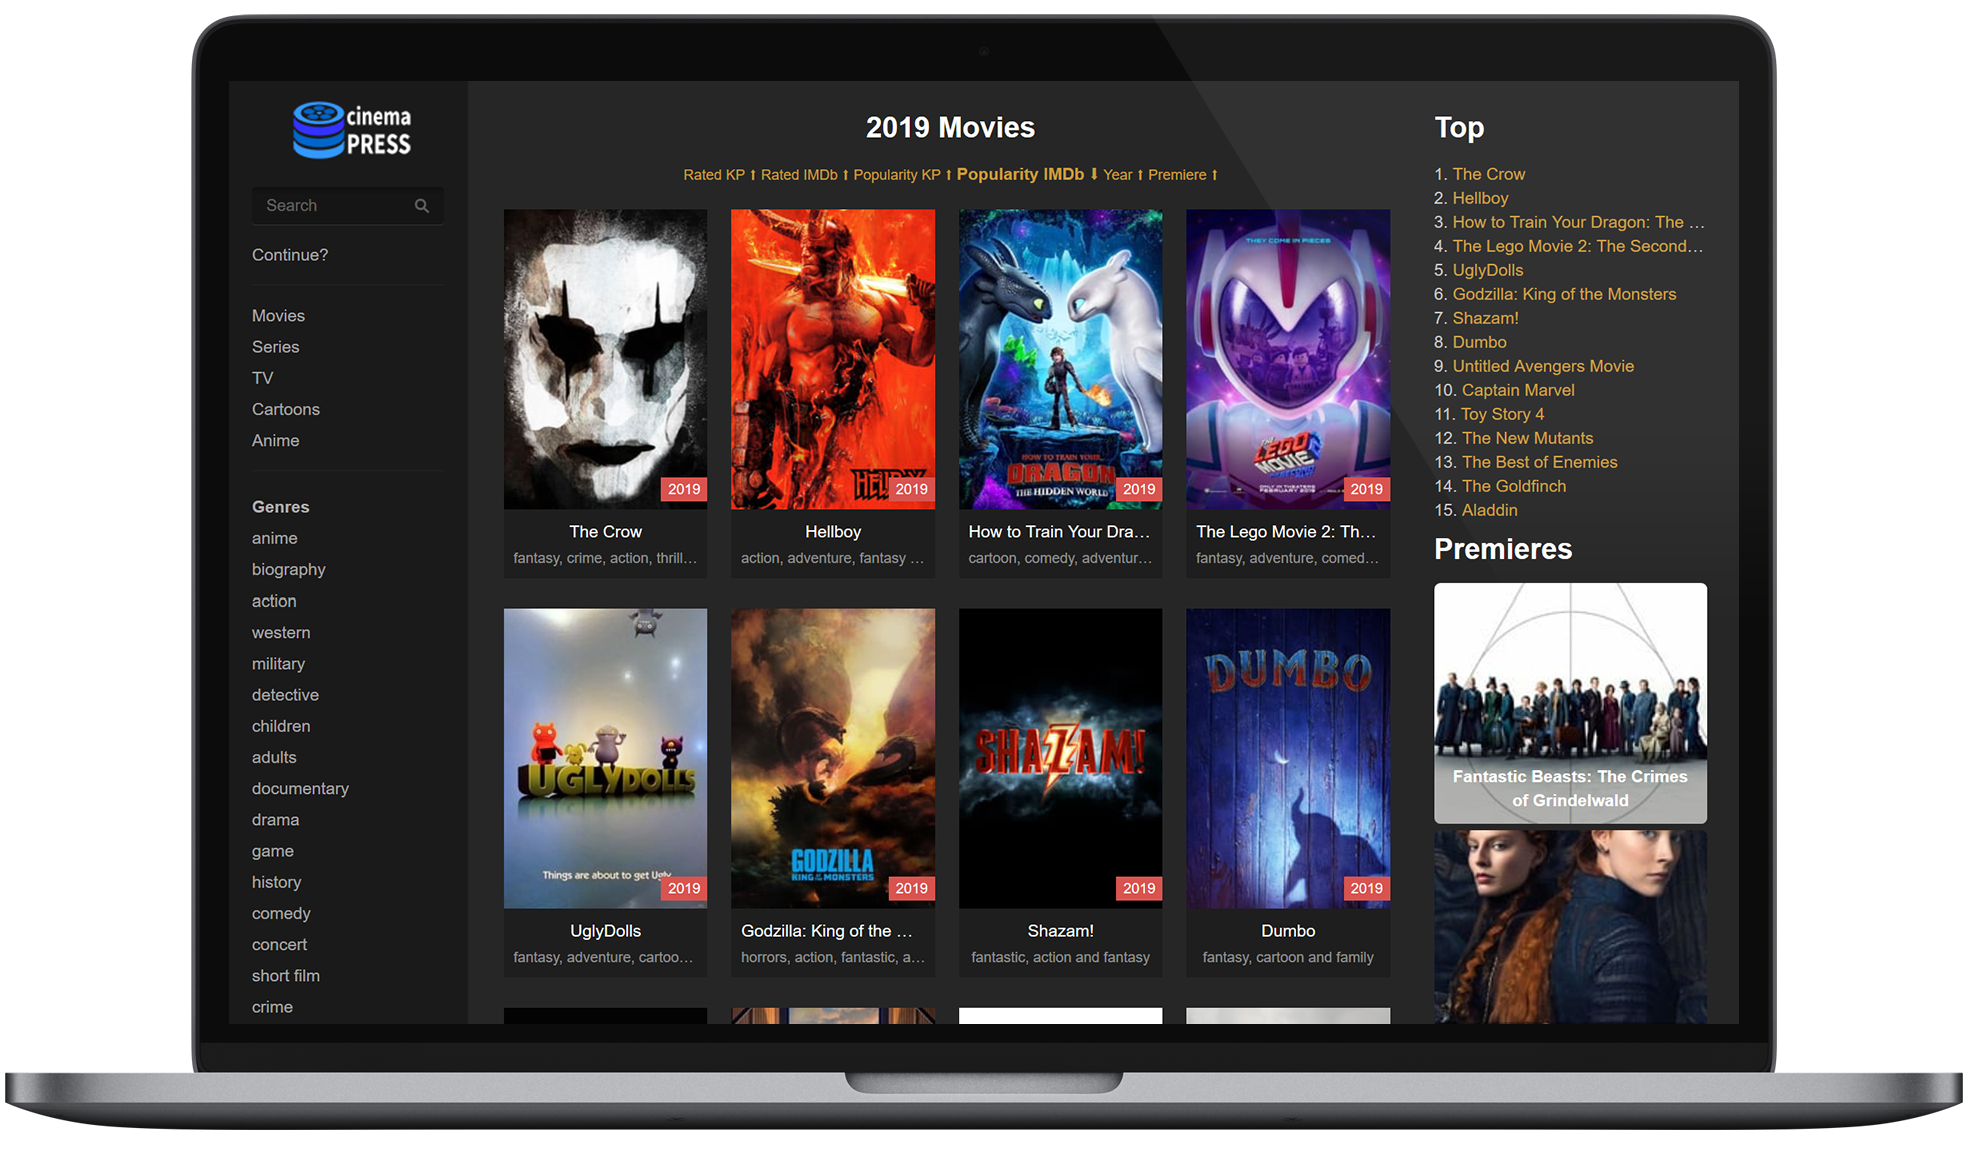 cinema
PRESS
Search
Continue?
Movies
Series
TV
Cartoons
Anime
Genres
anime
biography
action
western
military
detective
children
adults
documentary
drama
game
history
comedy
concert
short film
crime
2019 Movies
Rated KP ⬆ Rated IMDb ⬆ Popularity KP ⬆ Popularity IMDb ⬇ Year ⬆ Premiere ⬆
2019
The Crow
fantasy, crime, action, thrill…
2019
Hellboy
action, adventure, fantasy …
HOW TO TRAIN YOUR
DRAGON
THE HIDDEN WORLD
2019
How to Train Your Dra…
cartoon, comedy, adventur…
THEY COME IN PIECES
THE
LEGO
MOVIE 2
ONLY IN THEATERS
FEBRUARY 2019
2019
The Lego Movie 2: Th…
fantasy, adventure, comed…
UGLYDOLLS
Things are about to get Ugly
2019
UglyDolls
fantasy, adventure, cartoo…
GODZILLA
KING OF THE MONSTERS
2019
Godzilla: King of the …
horrors, action, fantastic, a…
SHAZAM!
2019
Shazam!
fantastic, action and fantasy
DUMBO
2019
Dumbo
fantasy, cartoon and family
Top
1. The Crow
2. Hellboy
3. How to Train Your Dragon: The …
4. The Lego Movie 2: The Second…
5. UglyDolls
6. Godzilla: King of the Monsters
7. Shazam!
8. Dumbo
9. Untitled Avengers Movie
10. Captain Marvel
11. Toy Story 4
12. The New Mutants
13. The Best of Enemies
14. The Goldfinch
15. Aladdin
Premieres
Fantastic Beasts: The Crimes
of Grindelwald